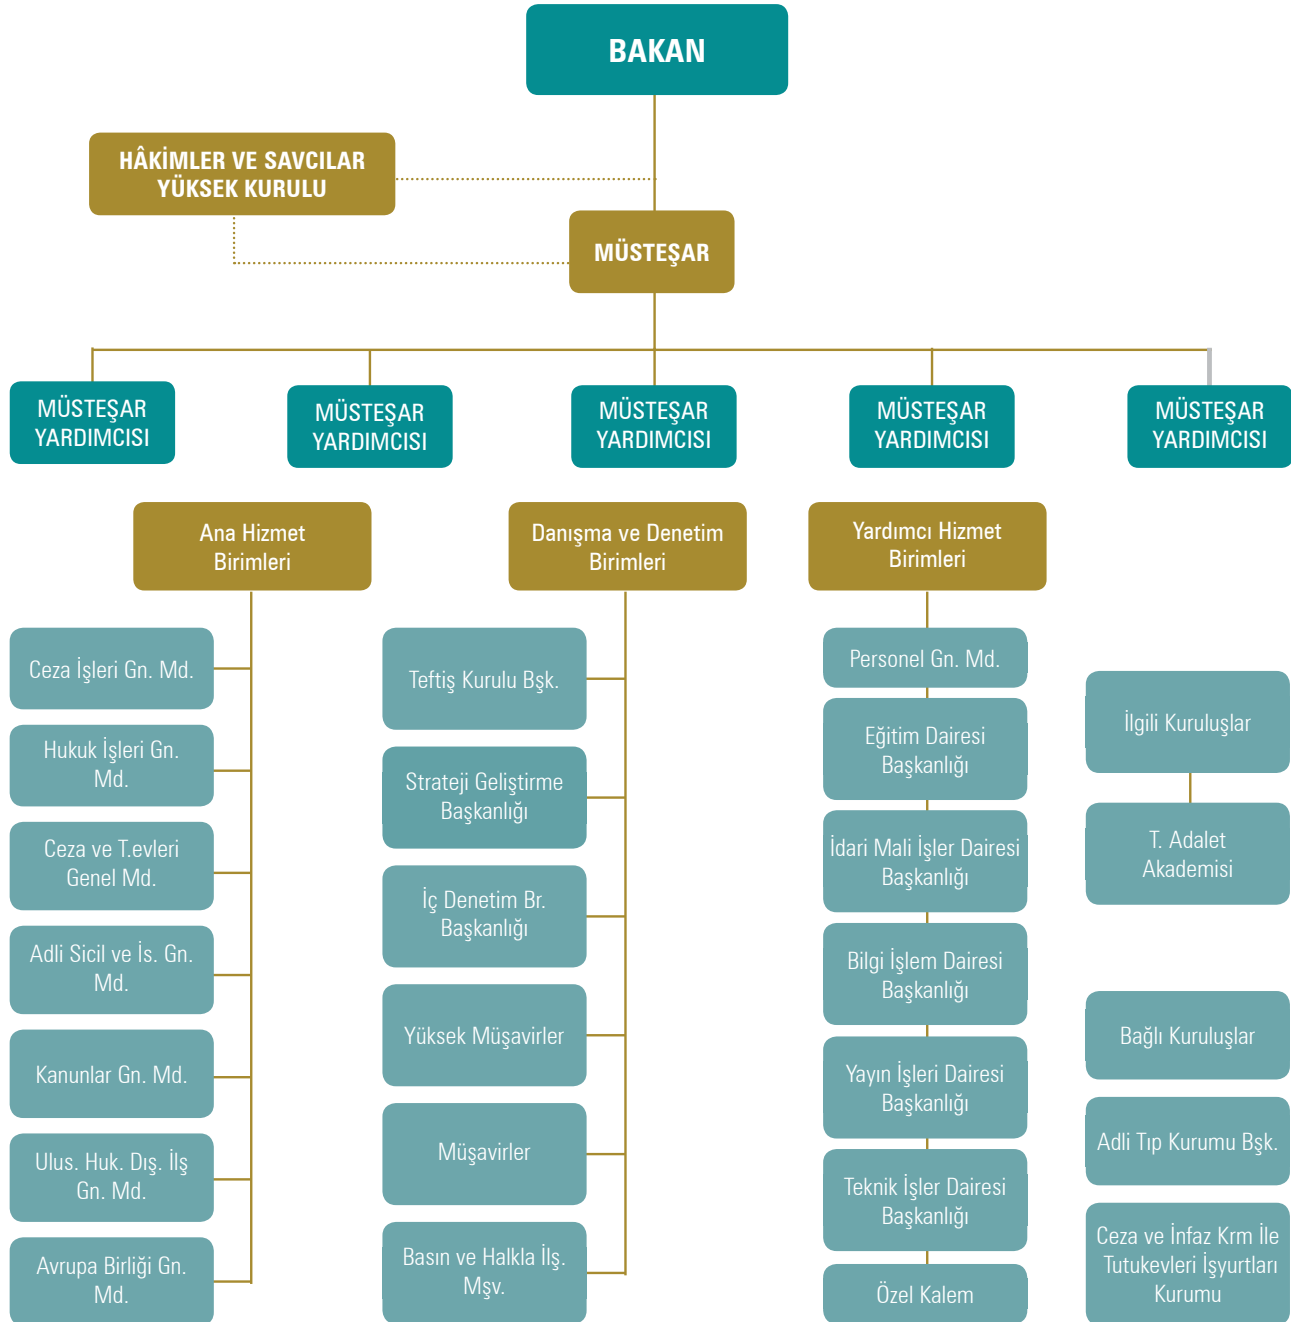 BAKAN
HÂKİMLER VE SAVCILAR
YÜKSEK KURULU
MÜSTEŞAR
MÜSTEŞAR
YARDIMCISI
MÜSTEŞAR
YARDIMCISI
MÜSTEŞAR
YARDIMCISI
MÜSTEŞAR
YARDIMCISI
MÜSTEŞAR
YARDIMCISI
Ana Hizmet
Birimleri
Ceza İşleri Gn. Md.
Hukuk İşleri Gn.
Md.
Ceza ve T.evleri
Genel Md.
Adli Sicil ve İs. Gn.
Md.
Kanunlar Gn. Md.
Ulus. Huk. Dış. İlş
Gn. Md.
Avrupa Birliği Gn.
Md.
Danışma ve Denetim
Birimleri
Teftiş Kurulu Bşk.
Strateji Geliştirme
Başkanlığı
İç Denetim Br.
Başkanlığı
Yüksek Müşavirler
Müşavirler
Basın ve Halkla İlş.
Mşv.
Yardımcı Hizmet
Birimleri
Personel Gn. Md.
Eğitim Dairesi
Başkanlığı
İdari Mali İşler Dairesi
Başkanlığı
Bilgi İşlem Dairesi
Başkanlığı
Yayın İşleri Dairesi
Başkanlığı
Teknik İşler Dairesi
Başkanlığı
Özel Kalem
İlgili Kuruluşlar
T. Adalet
Akademisi
Bağlı Kuruluşlar
Adli Tıp Kurumu Bşk.
Ceza ve İnfaz Krm İle
Tutukevleri İşyurtları
Kurumu